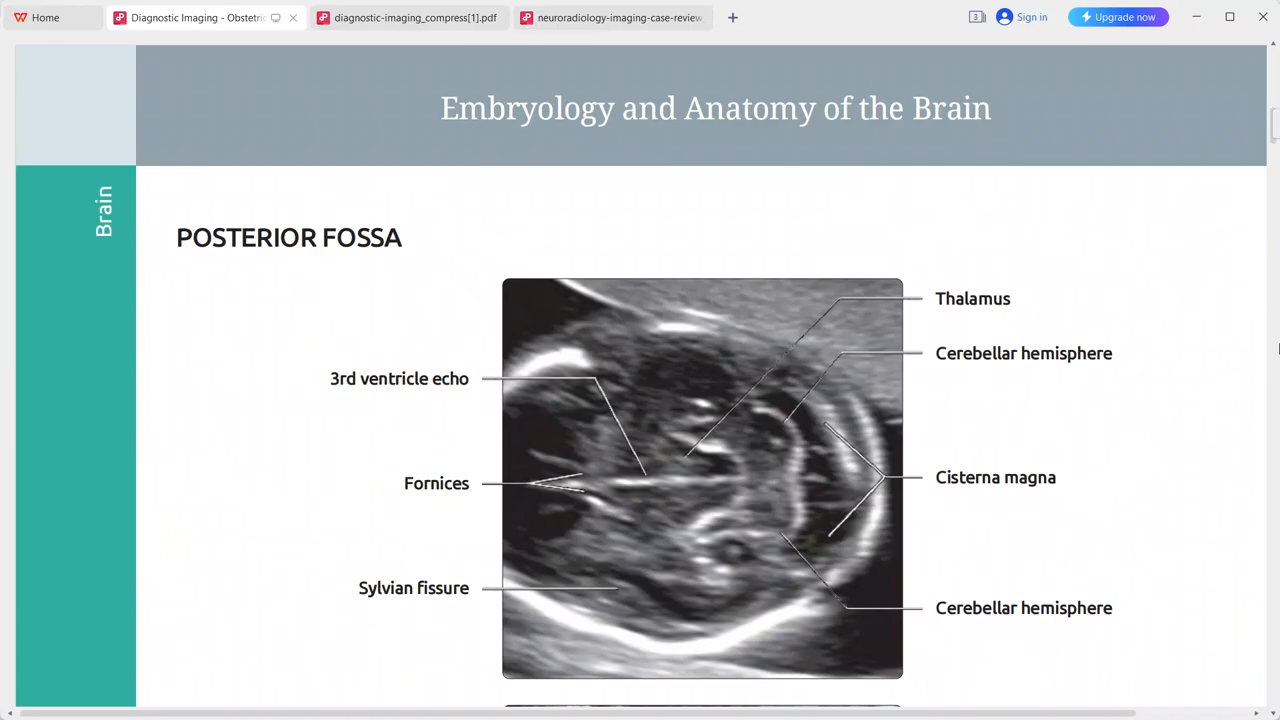 Home
Diagnostic Imaging - Obstetric
diagnostic-imaging_compress[1].pdf
neuroradiology-imaging-case-review
3
Sign in
Upgrade now
Embryology and Anatomy of the Brain
Brain
POSTERIOR FOSSA
Thalamus
Cerebellar hemisphere
3rd ventricle echo
Cisterna magna
Fornices
Sylvian fissure
Cerebellar hemisphere